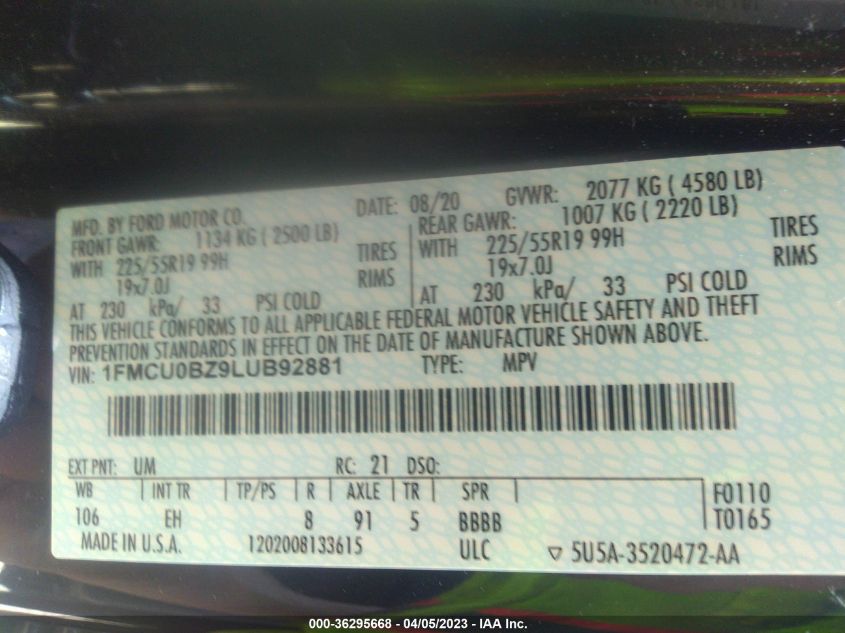 MFD. BY FORD MOTOR CO. DATE: 08/20 GVWR: 2077 KG ( 4580 LB)
FRONT GAWR: 1134 KG ( 2500 LB) REAR GAWR: 1007 KG ( 2220 LB)
WITH 225/55R19 99H TIRES WITH 225/55R19 99H TIRES
19x7.0J RIMS 19x7.0J RIMS
AT 230 kPa/ 33 PSI COLD AT 230 kPa/ 33 PSI COLD
THIS VEHICLE CONFORMS TO ALL APPLICABLE FEDERAL MOTOR VEHICLE SAFETY AND THEFT
PREVENTION STANDARDS IN EFFECT ON THE DATE OF MANUFACTURE SHOWN ABOVE.
VIN: 1FMCU0BZ9LUB92881 TYPE: MPV
EXT PNT: UM RC: 21 DSO:
WB INT TR TP/PS R AXLE TR SPR F0110
106 EH 8 91 5 BBBB T0165
MADE IN U.S.A. 1202008133615 ULC ▽ 5U5A-3520472-AA
000-36295668 - 04/05/2023 - IAA Inc.